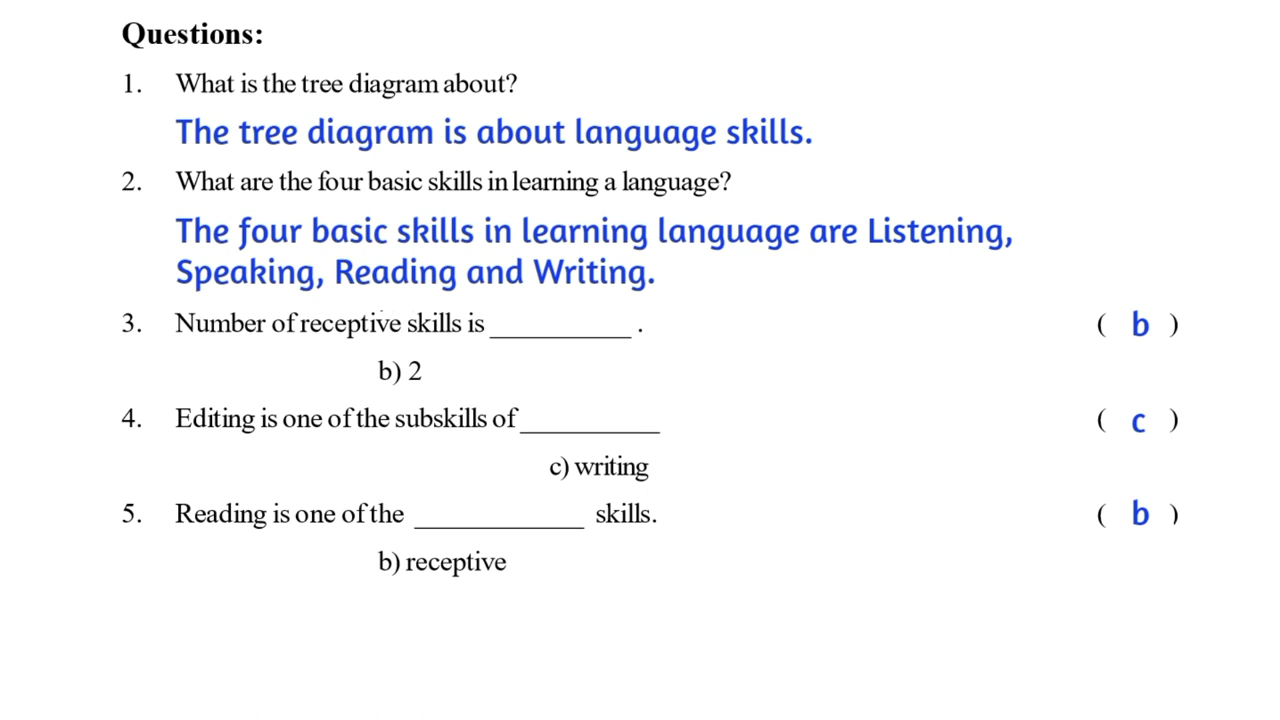 Questions:
1. What is the tree diagram about?
The tree diagram is about language skills.
2. What are the four basic skills in learning a language?
The four basic skills in learning language are Listening,
Speaking, Reading and Writing.
3. Number of receptive skills is __________ . ( b )
b) 2
4. Editing is one of the subskills of __________ ( c )
c) writing
5. Reading is one of the ____________ skills. ( b )
b) receptive